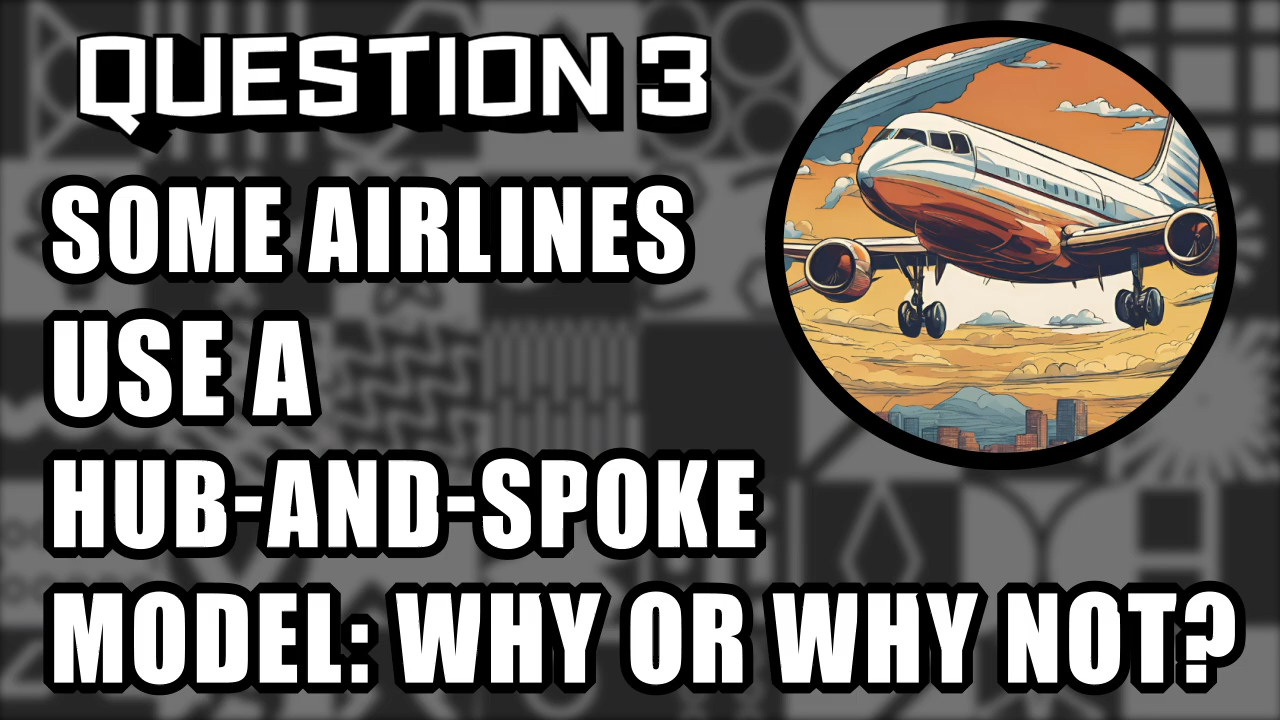 QUESTION 3
SOME AIRLINES
USE A
HUB-AND-SPOKE
MODEL: WHY OR WHY NOT?